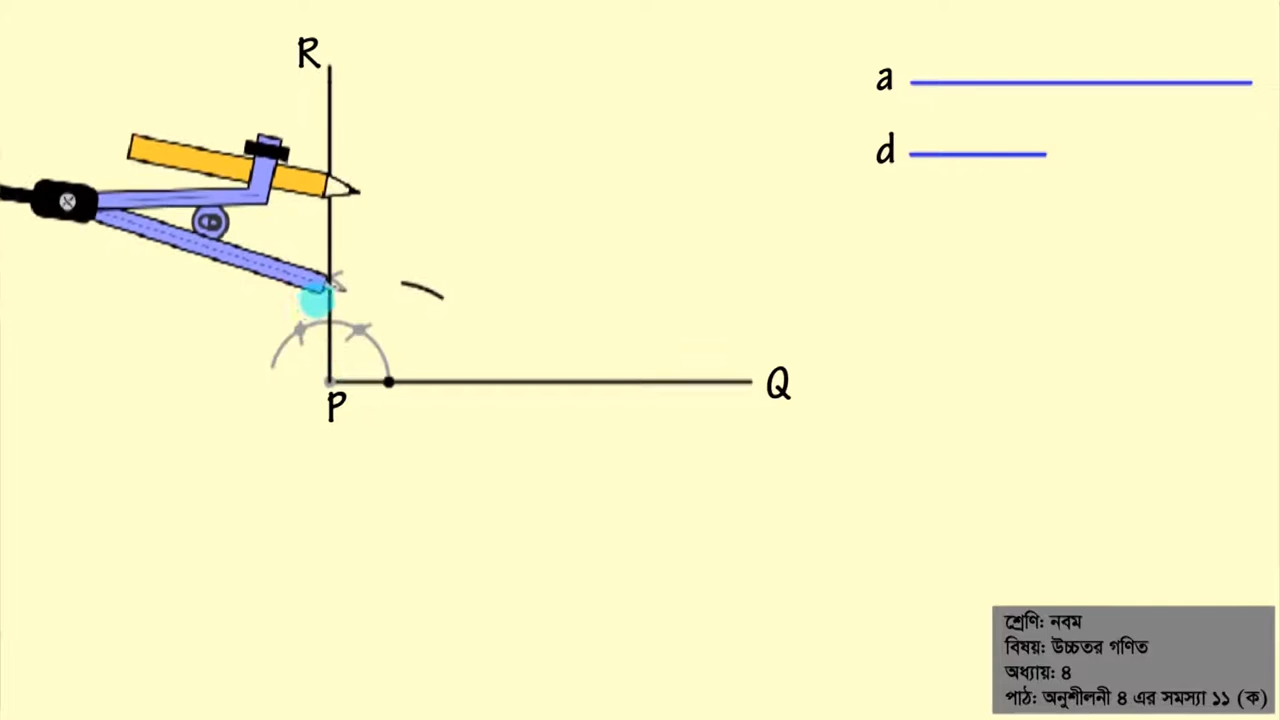 R
a
d
P
Q
শ্রেণি: নবম
বিষয়: উচ্চতর গণিত
অধ্যায়: ৪
পাঠ: অনুশীলনী ৪ এর সমস্যা ১১ (ক)